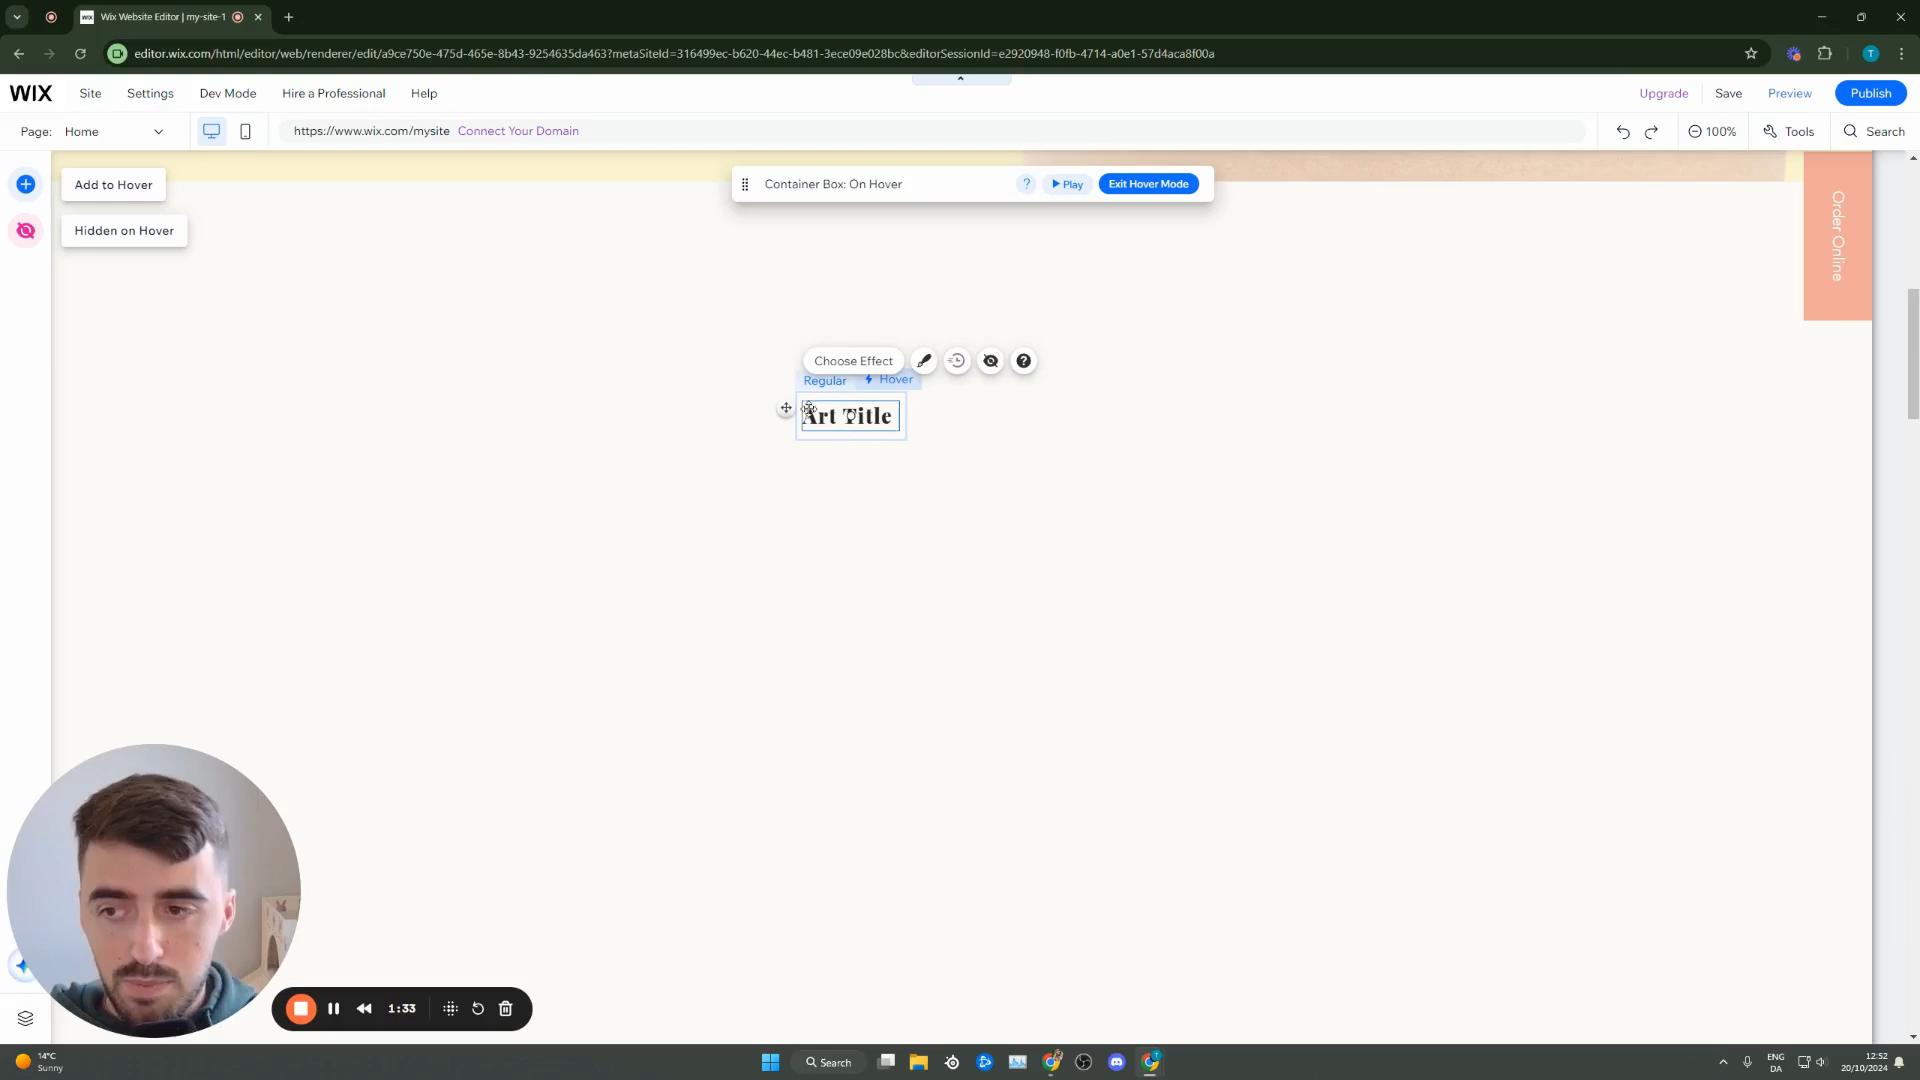 Wix Website Editor | my-site-1
editor.wix.com/html/editor/web/renderer/edit/a9ce750e-475d-465e-8b43-9254635da463?metaSiteId=316499ec-b620-44ec-b481-3ece09e028bc&editorSessionId=e2920948-f0fb-4714-a0e1-57d4aca8f00a
T
WIX Site Settings Dev Mode Hire a Professional Help Upgrade Save Preview Publish
Page: Home https://www.wix.com/mysite Connect Your Domain 100% Tools Search
Add to Hover
Container Box: On Hover ? Play Exit Hover Mode
Hidden on Hover
Order Online
Choose Effect ?
Regular Hover
Art Title
1:33
14°C
Sunny
Search
ENG
DA
12:52
20/10/2024